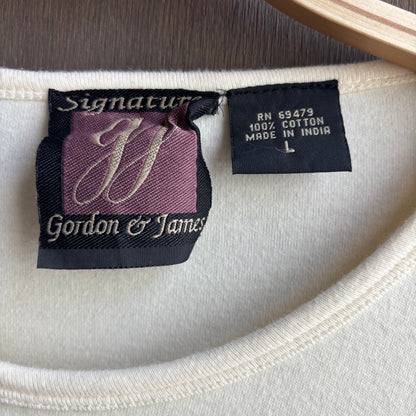 Signature
GJ
Gordon & James
RN 69479
100% COTTON
MADE IN INDIA
L